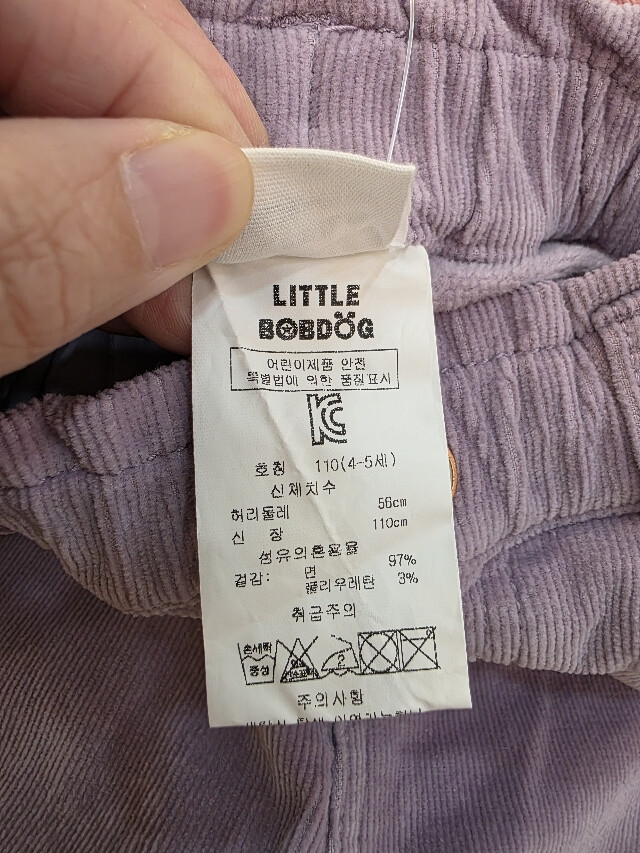 LITTLE
BOBDOG
어린이제품 안전
특별법에 의한 품질표시
KC
호칭 110(4~5세)
신체치수
허리둘레 56cm
신 장 110cm
섬유의혼용율
겉감: 면 97%
폴리우레탄 3%
취급주의
손세탁
중성
주의사항